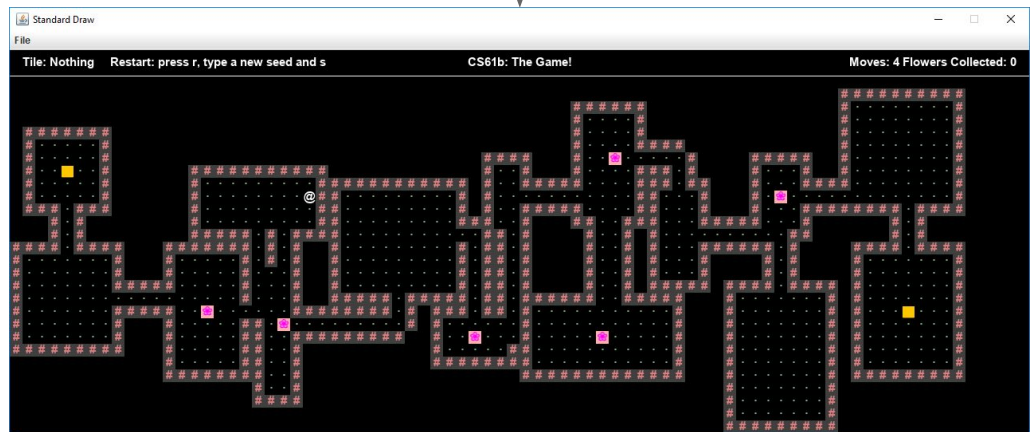 Standard Draw
File
Tile: Nothing Restart: press r, type a new seed and s CS61b: The Game! Moves: 4 Flowers Collected: 0
@